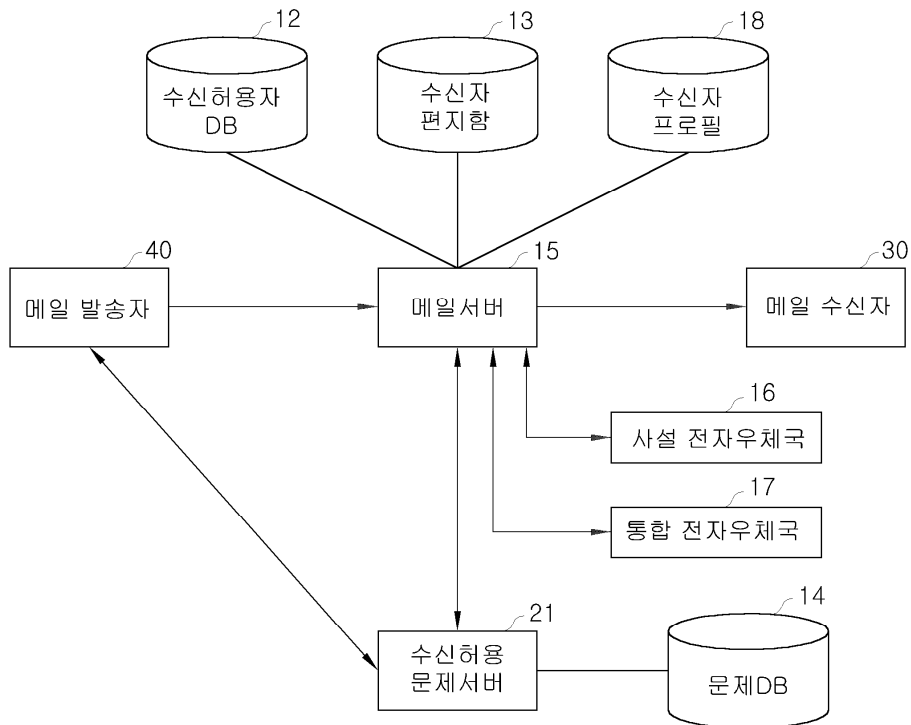 12
13
18
수신허용자
DB
수신자
편지함
수신자
프로필
40
15
30
메일 발송자
메일서버
메일 수신자
16
사설 전자우체국
17
통합 전자우체국
21
14
수신허용
문제서버
문제DB